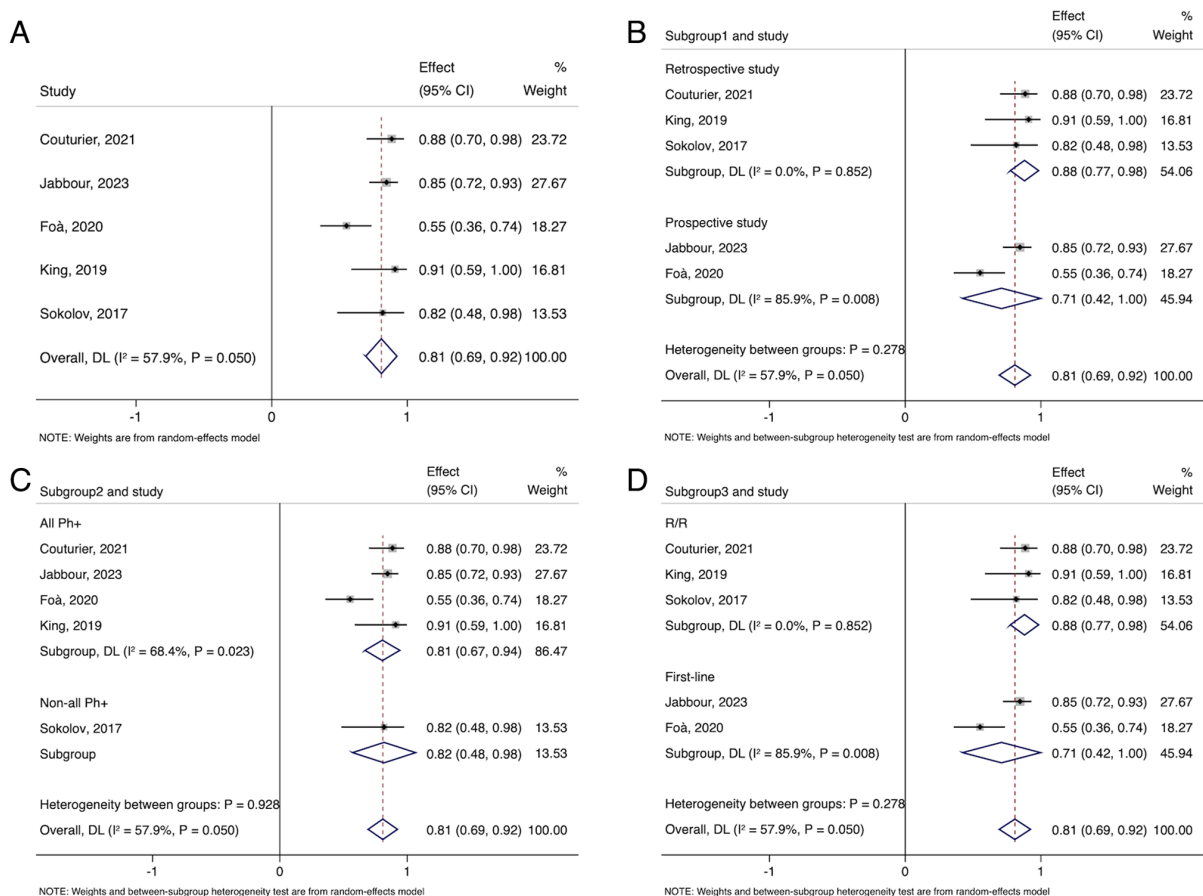 A
Effect %
Study (95% CI) Weight
Couturier, 2021 0.88 (0.70, 0.98) 23.72
Jabbour, 2023 0.85 (0.72, 0.93) 27.67
Foà, 2020 0.55 (0.36, 0.74) 18.27
King, 2019 0.91 (0.59, 1.00) 16.81
Sokolov, 2017 0.82 (0.48, 0.98) 13.53
Overall, DL (I² = 57.9%, P = 0.050) 0.81 (0.69, 0.92) 100.00
-1 0 1
NOTE: Weights are from random-effects model
B
Effect %
Subgroup1 and study (95% CI) Weight
Retrospective study
Couturier, 2021 0.88 (0.70, 0.98) 23.72
King, 2019 0.91 (0.59, 1.00) 16.81
Sokolov, 2017 0.82 (0.48, 0.98) 13.53
Subgroup, DL (I² = 0.0%, P = 0.852) 0.88 (0.77, 0.98) 54.06
Prospective study
Jabbour, 2023 0.85 (0.72, 0.93) 27.67
Foà, 2020 0.55 (0.36, 0.74) 18.27
Subgroup, DL (I² = 85.9%, P = 0.008) 0.71 (0.42, 1.00) 45.94
Heterogeneity between groups: P = 0.278
Overall, DL (I² = 57.9%, P = 0.050) 0.81 (0.69, 0.92) 100.00
-1 0 1
NOTE: Weights and between-subgroup heterogeneity test are from random-effects model
C
Effect %
Subgroup2 and study (95% CI) Weight
All Ph+
Couturier, 2021 0.88 (0.70, 0.98) 23.72
Jabbour, 2023 0.85 (0.72, 0.93) 27.67
Foà, 2020 0.55 (0.36, 0.74) 18.27
King, 2019 0.91 (0.59, 1.00) 16.81
Subgroup, DL (I² = 68.4%, P = 0.023) 0.81 (0.67, 0.94) 86.47
Non-all Ph+
Sokolov, 2017 0.82 (0.48, 0.98) 13.53
Subgroup 0.82 (0.48, 0.98) 13.53
Heterogeneity between groups: P = 0.928
Overall, DL (I² = 57.9%, P = 0.050) 0.81 (0.69, 0.92) 100.00
-1 0 1
NOTE: Weights and between-subgroup heterogeneity test are from random-effects model
D
Effect %
Subgroup3 and study (95% CI) Weight
R/R
Couturier, 2021 0.88 (0.70, 0.98) 23.72
King, 2019 0.91 (0.59, 1.00) 16.81
Sokolov, 2017 0.82 (0.48, 0.98) 13.53
Subgroup, DL (I² = 0.0%, P = 0.852) 0.88 (0.77, 0.98) 54.06
First-line
Jabbour, 2023 0.85 (0.72, 0.93) 27.67
Foà, 2020 0.55 (0.36, 0.74) 18.27
Subgroup, DL (I² = 85.9%, P = 0.008) 0.71 (0.42, 1.00) 45.94
Heterogeneity between groups: P = 0.278
Overall, DL (I² = 57.9%, P = 0.050) 0.81 (0.69, 0.92) 100.00
-1 0 1
NOTE: Weights and between-subgroup heterogeneity test are from random-effects model